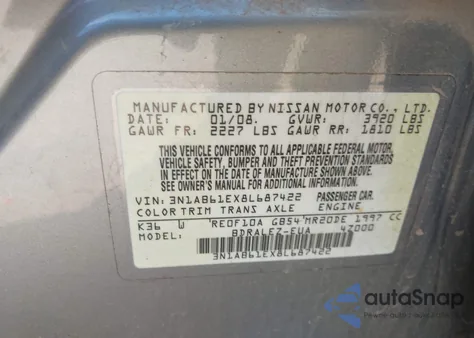 MANUFACTURED BY NISSAN MOTOR CO., LTD.
DATE: 01/08. GVWR: 3920 LBS
GAWR FR: 2227 LBS GAWR RR: 1810 LBS
THIS VEHICLE CONFORMS TO ALL APPLICABLE FEDERAL MOTOR
VEHICLE SAFETY, BUMPER AND THEFT PREVENTION STANDARDS
IN EFFECT ON THE DATE OF MANUFACTURE SHOWN ABOVE.
SEE OWNER'S MANUAL FOR ADDITIONAL INFORMATION.
VIN: 3N1AB61EX8L687422 PASSENGER CAR.
COLOR TRIM TRANS AXLE ENGINE
K36 W RE0F10A GB54 MR20DE 1997 CC
MODEL: BDRALEZ-EUA 4Z000
3N1AB61EX8L687422
autoSnap